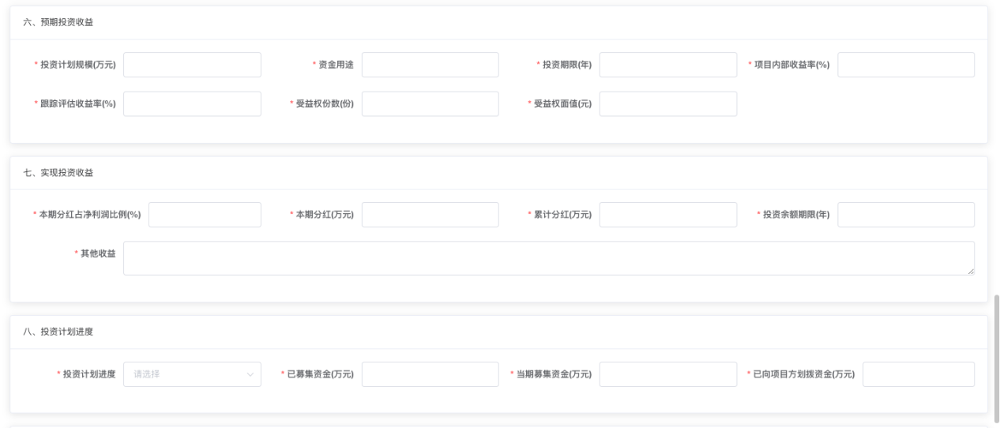 六、预期投资收益
* 投资计划规模(万元) * 资金用途 * 投资期限(年) * 项目内部收益率(%)
* 跟踪评估收益率(%) * 受益权份数(份) * 受益权面值(元)
七、实现投资收益
* 本期分红占净利润比例(%) * 本期分红(万元) * 累计分红(万元) * 投资余额期限(年)
* 其他收益
八、投资计划进度
* 投资计划进度 请选择 * 已募集资金(万元) * 当期募集资金(万元) * 已向项目方划拨资金(万元)